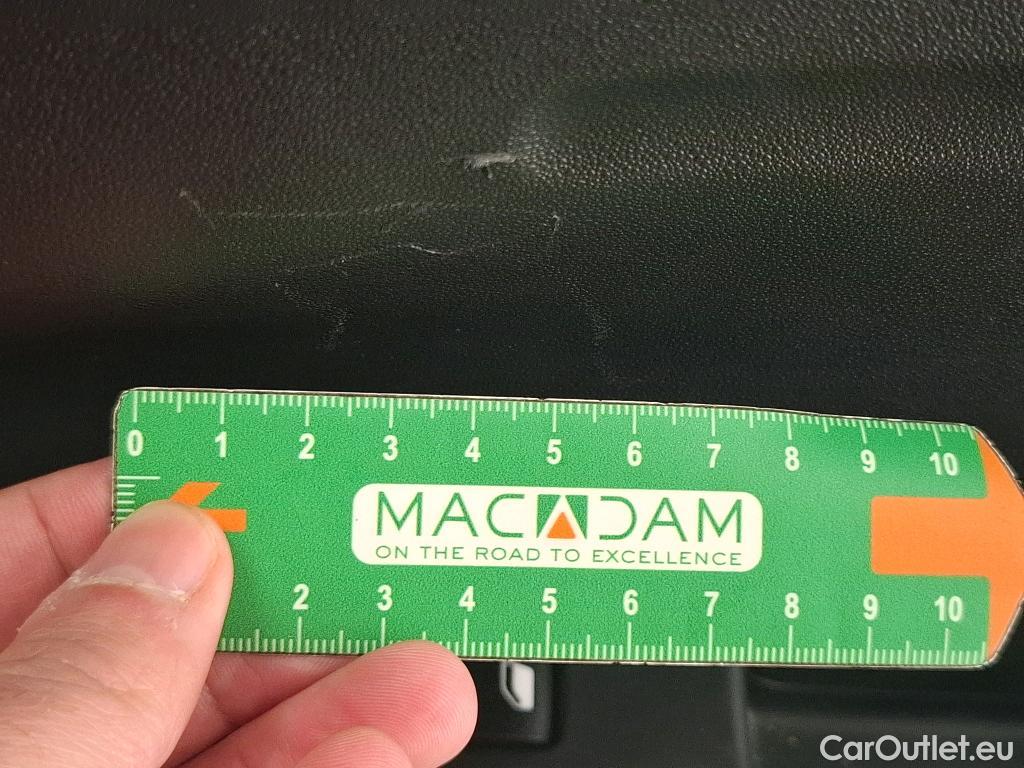 0 1 2 3 4 5 6 7 8 9 10
MACADAM
ON THE ROAD TO EXCELLENCE
2 3 4 5 6 7 8 9 10
CarOutlet.eu